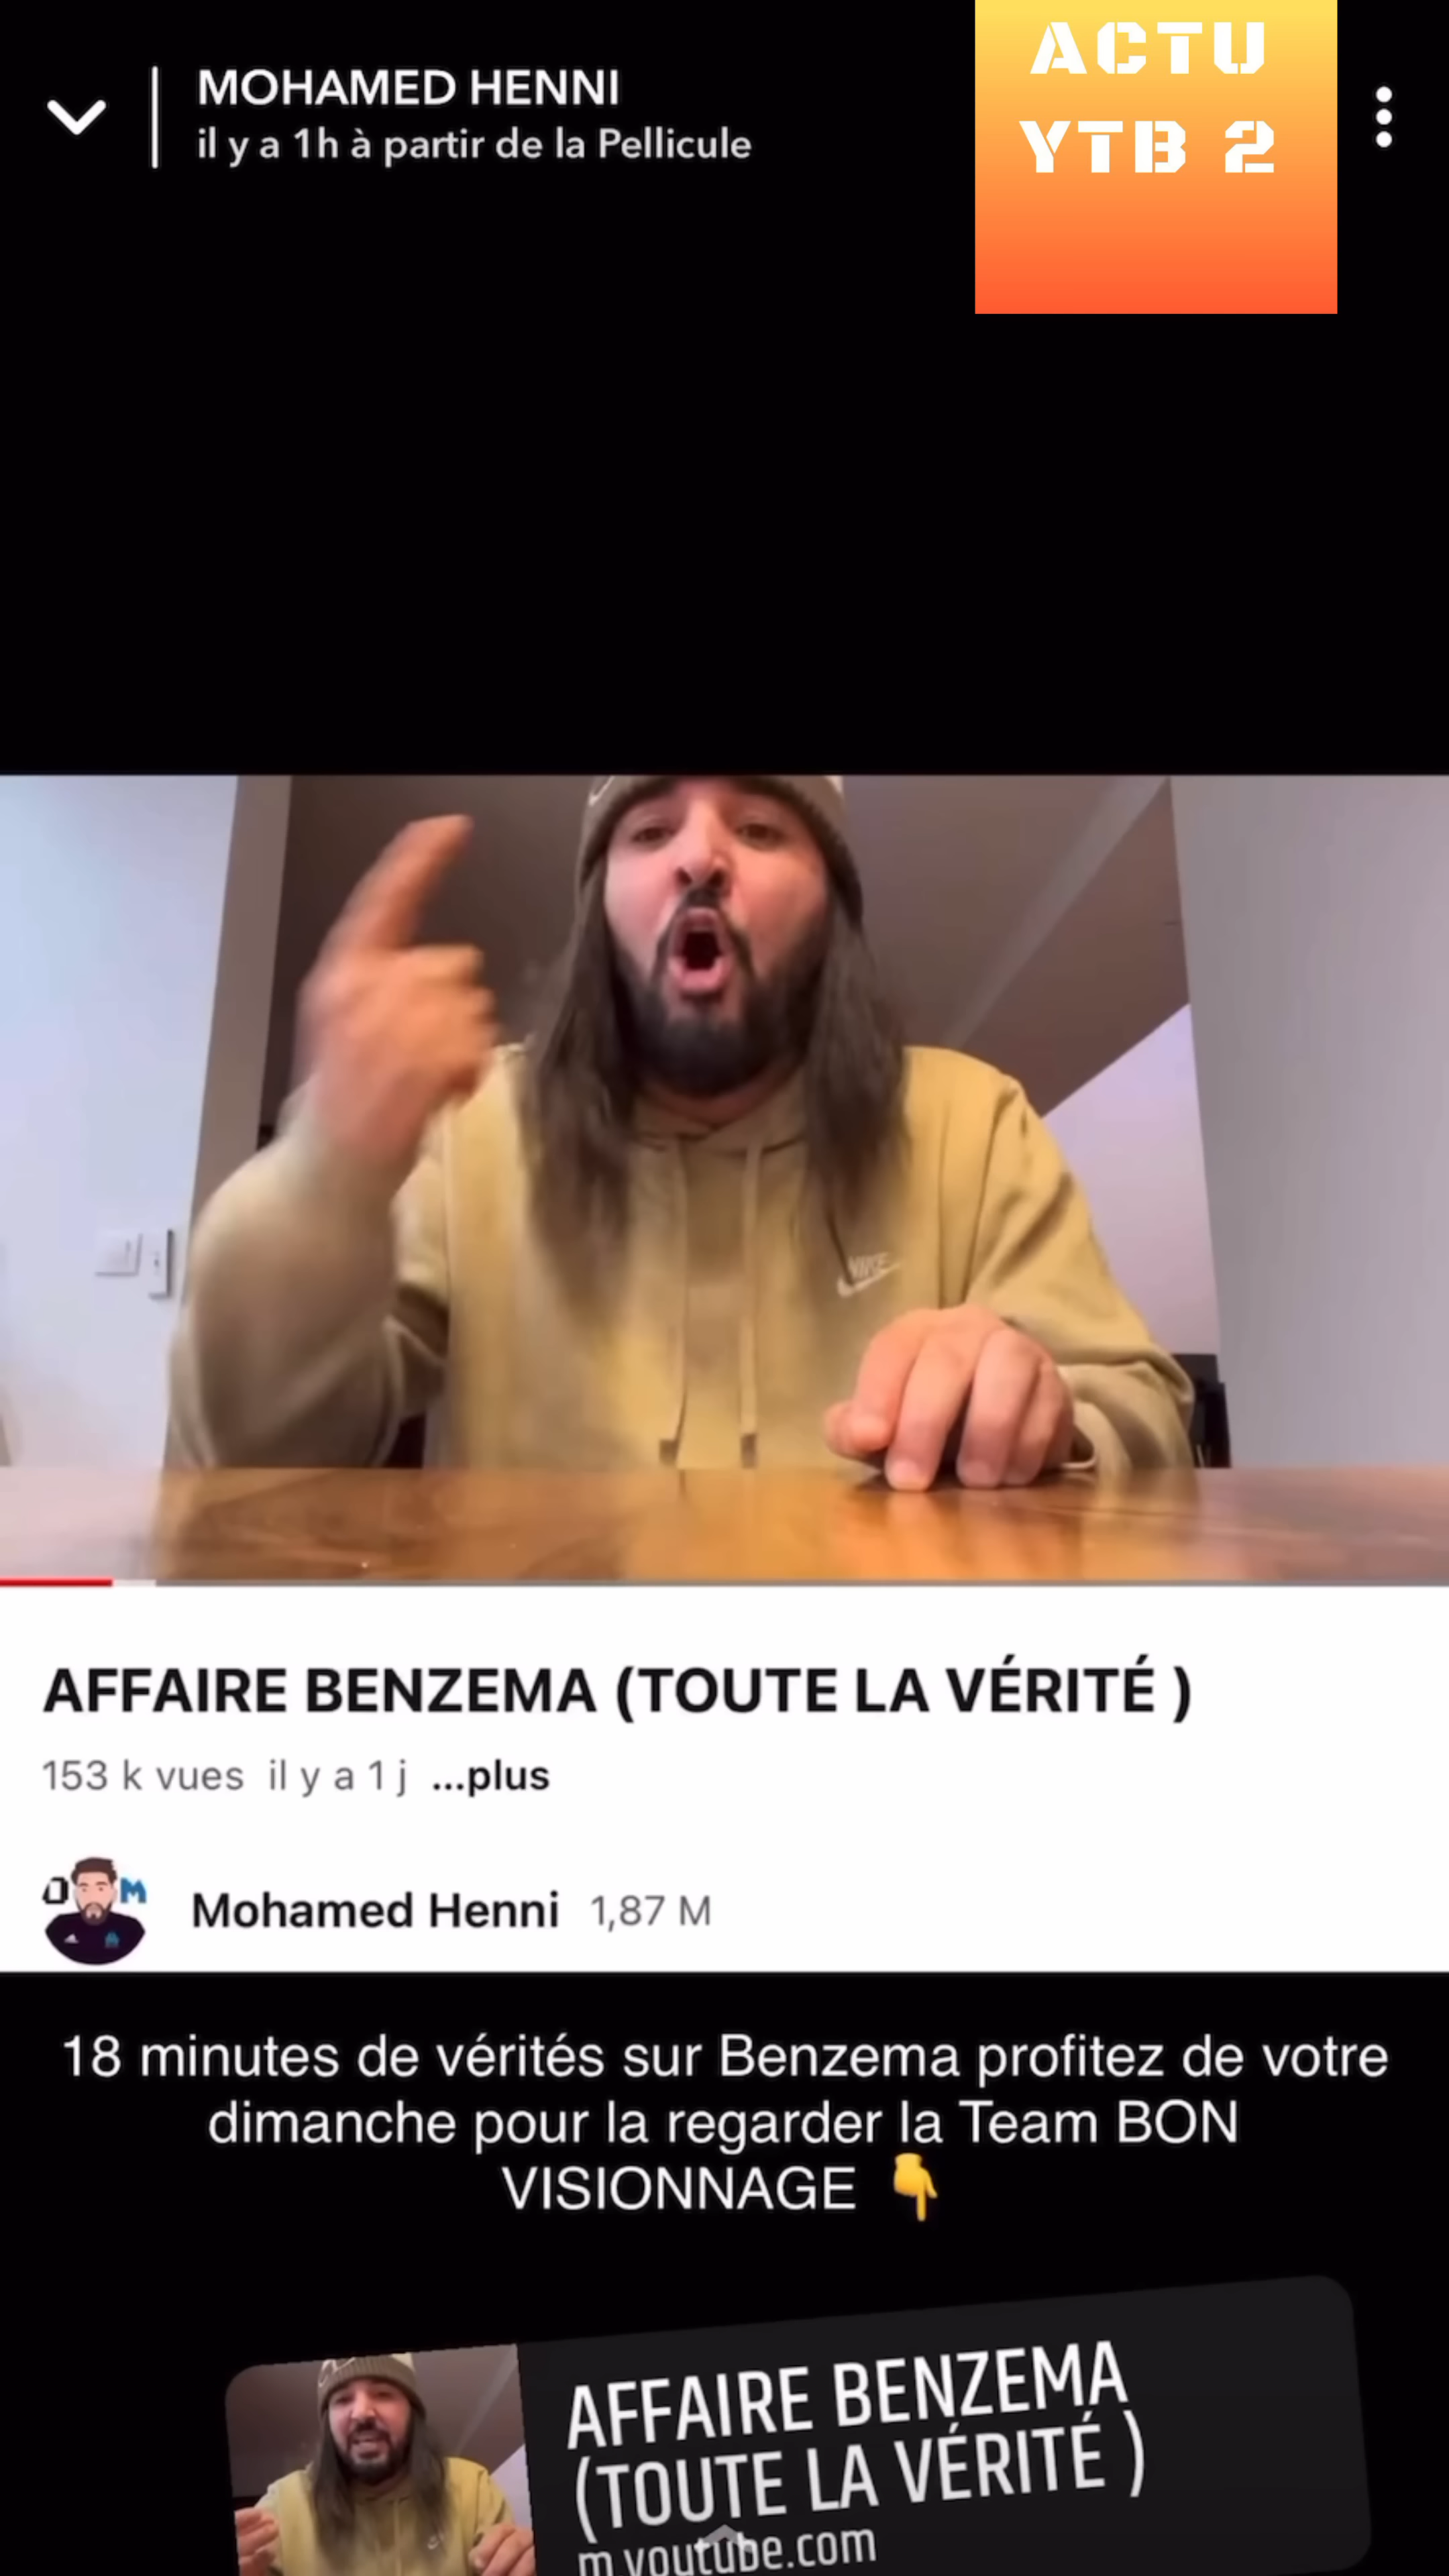 MOHAMED HENNI
il y a 1h à partir de la Pellicule
ACTU
YTB 2
NIKE
AFFAIRE BENZEMA (TOUTE LA VÉRITÉ )
153 k vues il y a 1 j ...plus
OM
Mohamed Henni 1,87 M
18 minutes de vérités sur Benzema profitez de votre
dimanche pour la regarder la Team BON
VISIONNAGE 👇
AFFAIRE BENZEMA
(TOUTE LA VÉRITÉ )
m.youtube.com